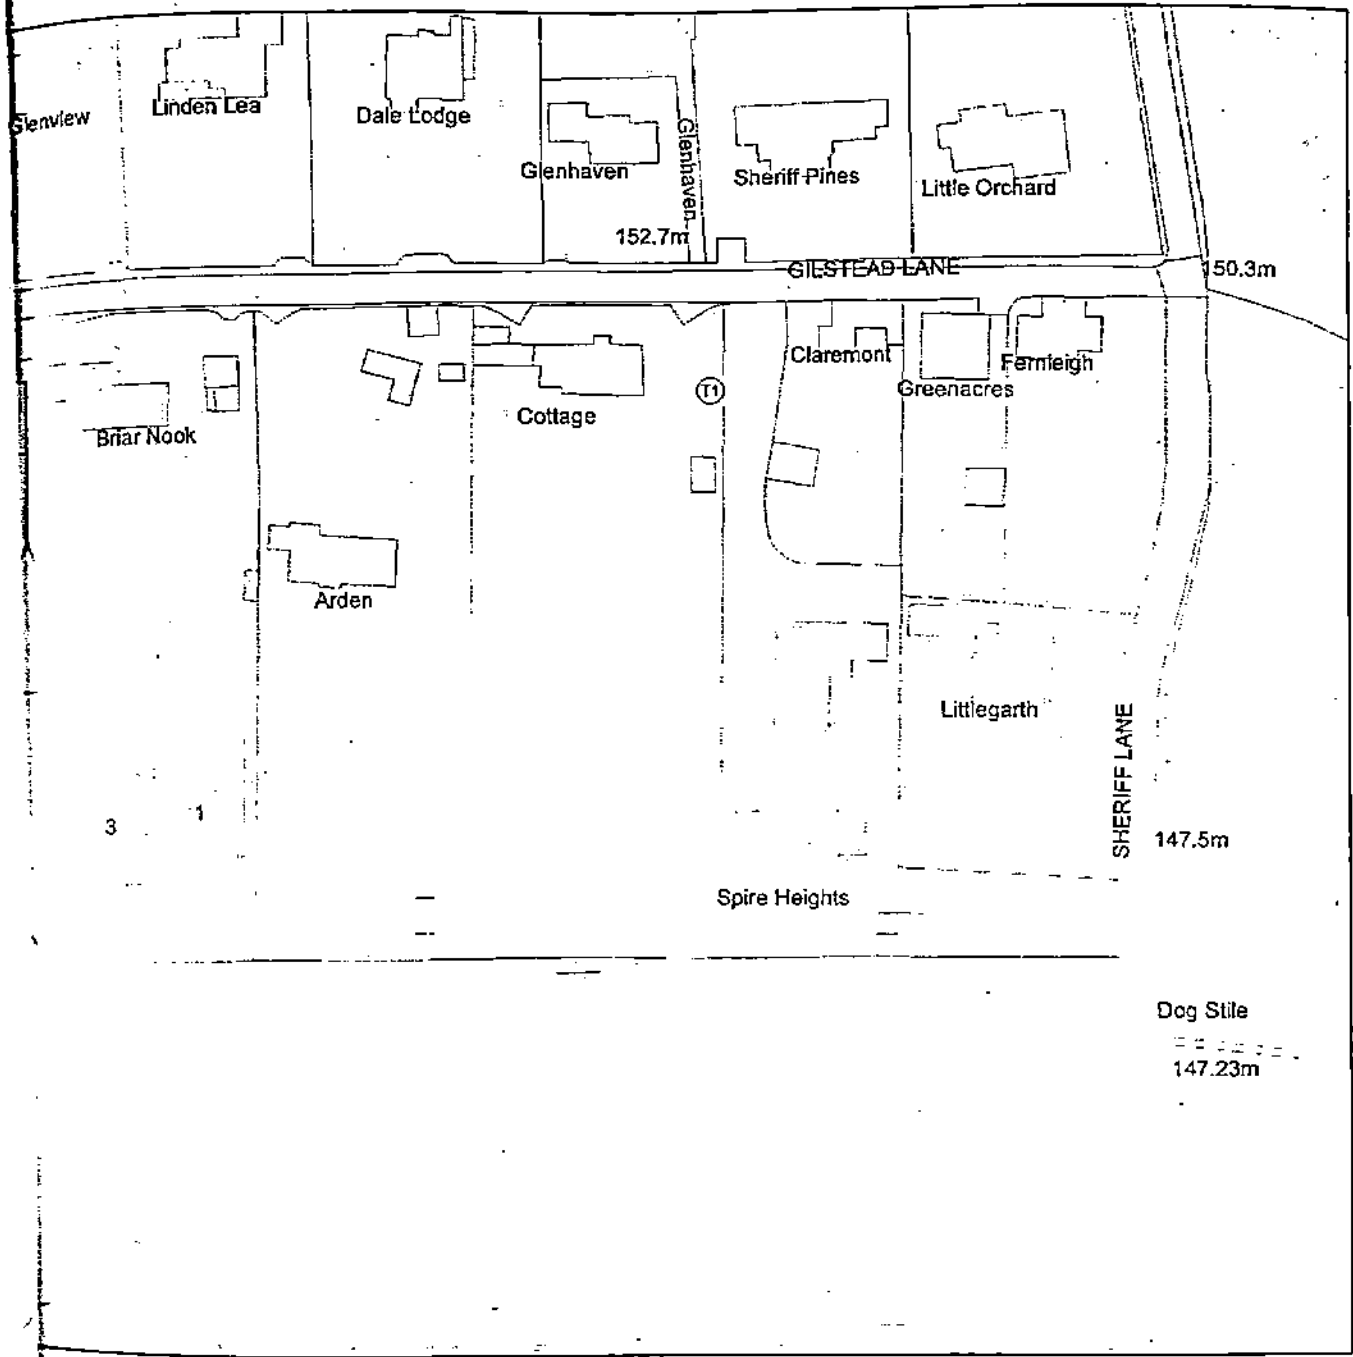 Linden Lea
Dale Lodge
Glenview
Glenhaven
Glenhaven
Sheriff Pines
Little Orchard
152.7m
GILSTEAD LANE
150.3m
Claremont
Fernleigh
Greenacres
T1
Cottage
Briar Nook
Arden
Littlegarth
SHERIFF LANE
3
1
147.5m
Spire Heights
Dog Stile
147.23m